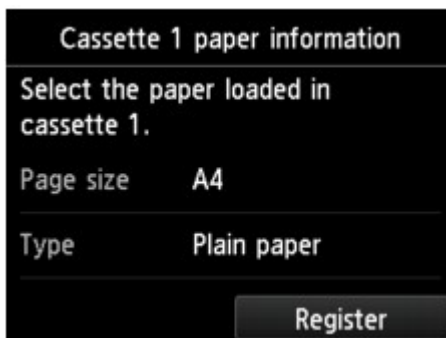 Cassette 1 paper information
Select the paper loaded in
cassette 1.
Page size A4
Type Plain paper
Register